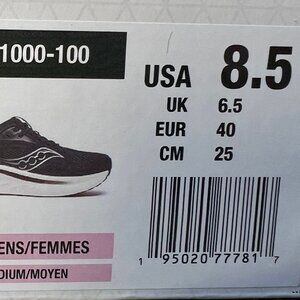 1000-100
USA 8.5
UK 6.5
EUR 40
CM 25
ENS/FEMMES
DIUM/MOYEN
1 95020 77781 7